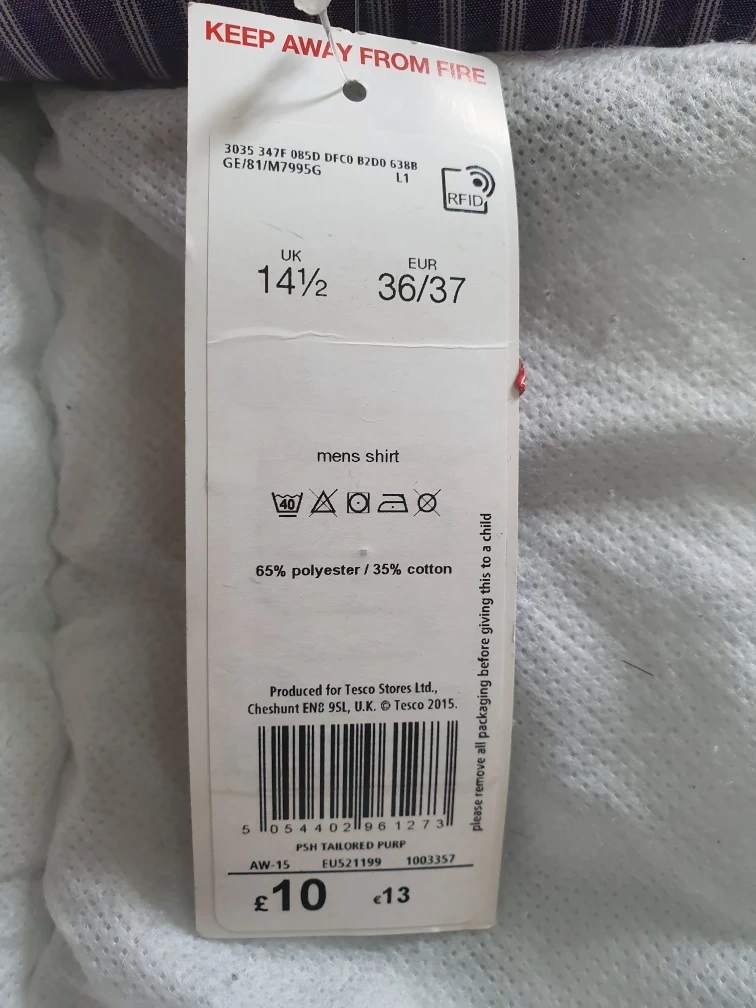 KEEP AWAY FROM FIRE
3035 347F 085D DFC0 B2D0 638B
GE/81/M7995G L1
RFID
UK EUR
14½ 36/37
mens shirt
40
65% polyester / 35% cotton
please remove all packaging before giving this to a child
Produced for Tesco Stores Ltd.,
Cheshunt EN8 9SL, U.K. © Tesco 2015.
5 054402 961273
PSH TAILORED PURP
AW-15 EU521199 1003357
£10 €13